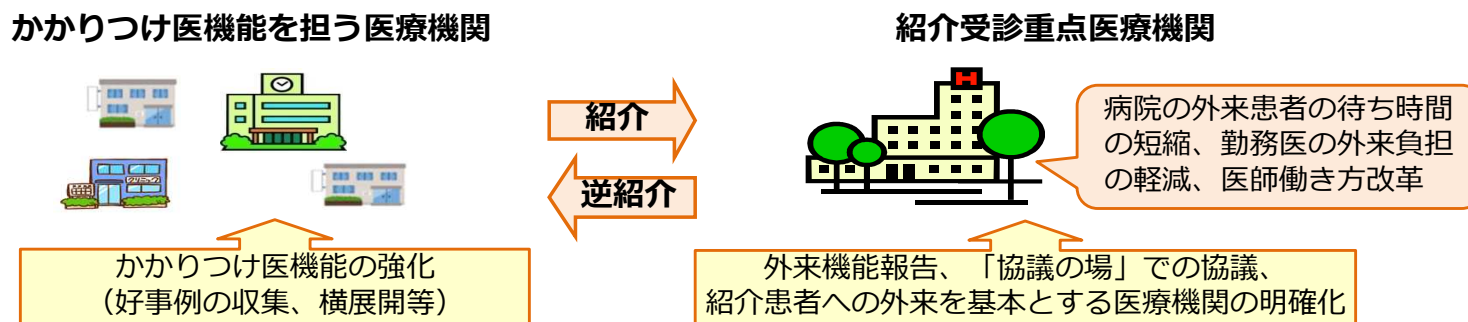 かかりつけ医機能を担う医療機関
紹介受診重点医療機関
クリニック
紹介
逆紹介
H
病院の外来患者の待ち時間
の短縮、勤務医の外来負担
の軽減、医師働き方改革
かかりつけ医機能の強化
（好事例の収集、横展開等）
外来機能報告、「協議の場」での協議、
紹介患者への外来を基本とする医療機関の明確化